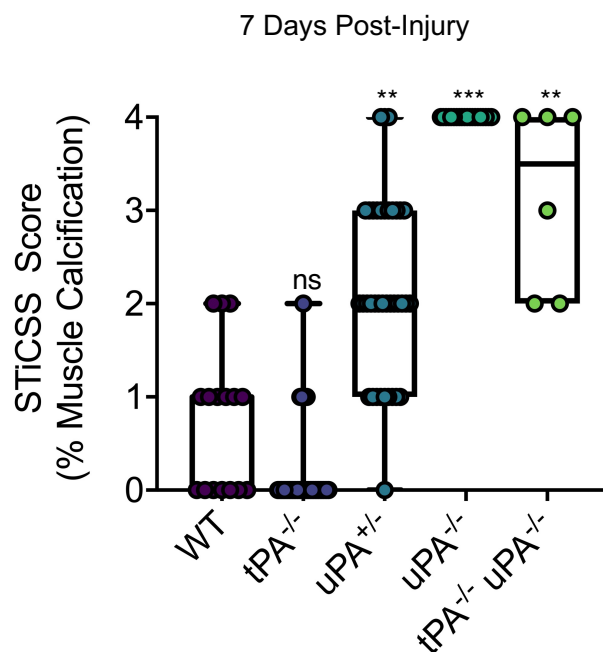 7 Days Post-Injury
** *** **
ns
STiCSS Score
(% Muscle Calcification)
4
3
2
1
0
WT
tPA-/-
uPA+/-
uPA-/-
tPA-/- uPA-/-